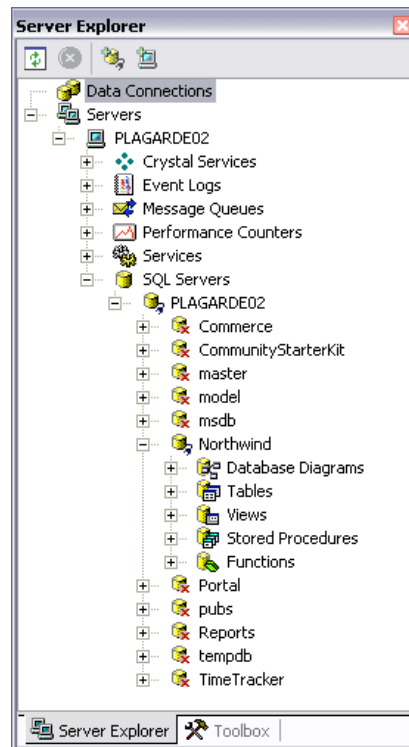 Server Explorer
Data Connections
Servers
PLAGARDE02
Crystal Services
Event Logs
Message Queues
Performance Counters
Services
SQL Servers
PLAGARDE02
Commerce
CommunityStarterKit
master
model
msdb
Northwind
Database Diagrams
Tables
Views
Stored Procedures
Functions
Portal
pubs
Reports
tempdb
TimeTracker
Server Explorer Toolbox